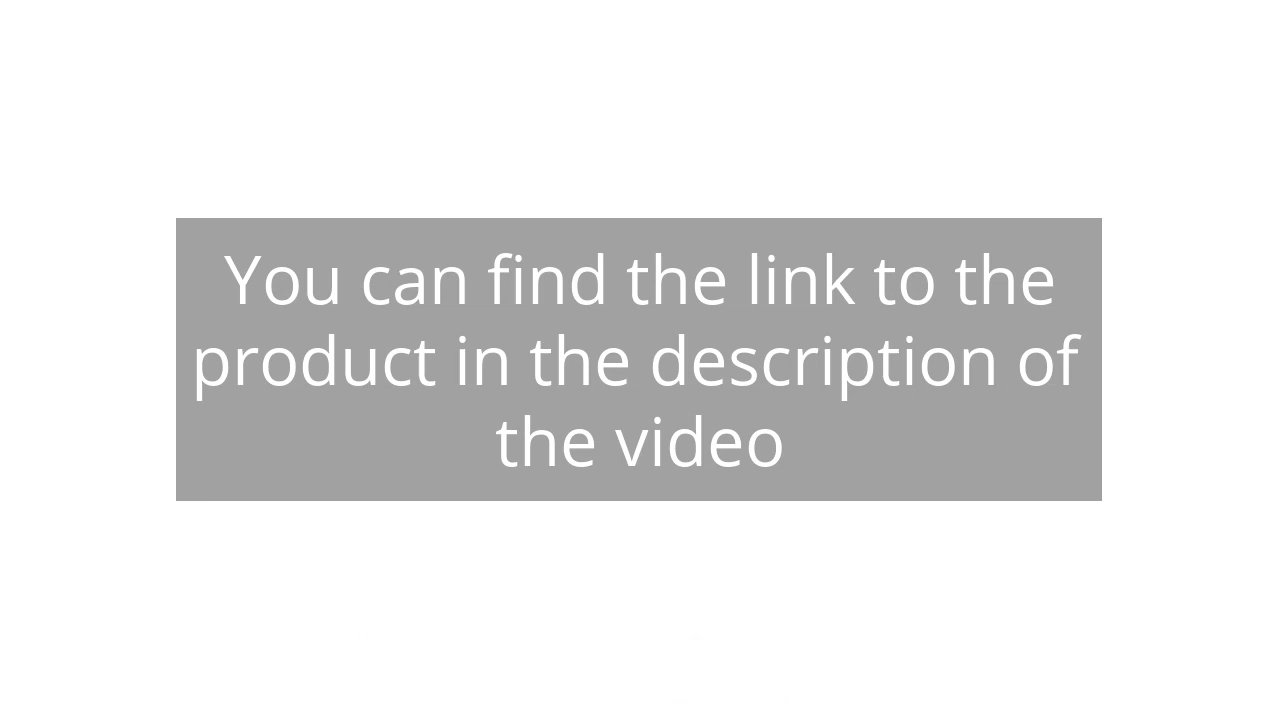 You can find the link to the
product in the description of
the video